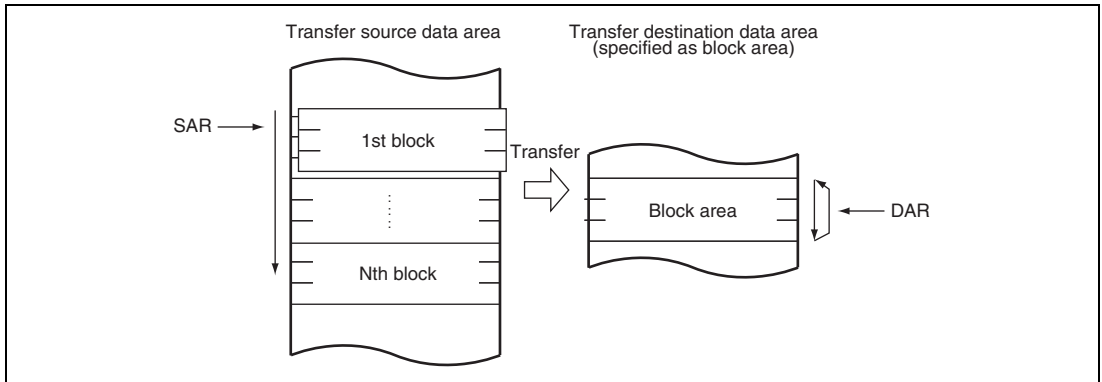 Transfer source data area
Transfer destination data area
(specified as block area)
SAR
1st block
Transfer
Block area
DAR
Nth block